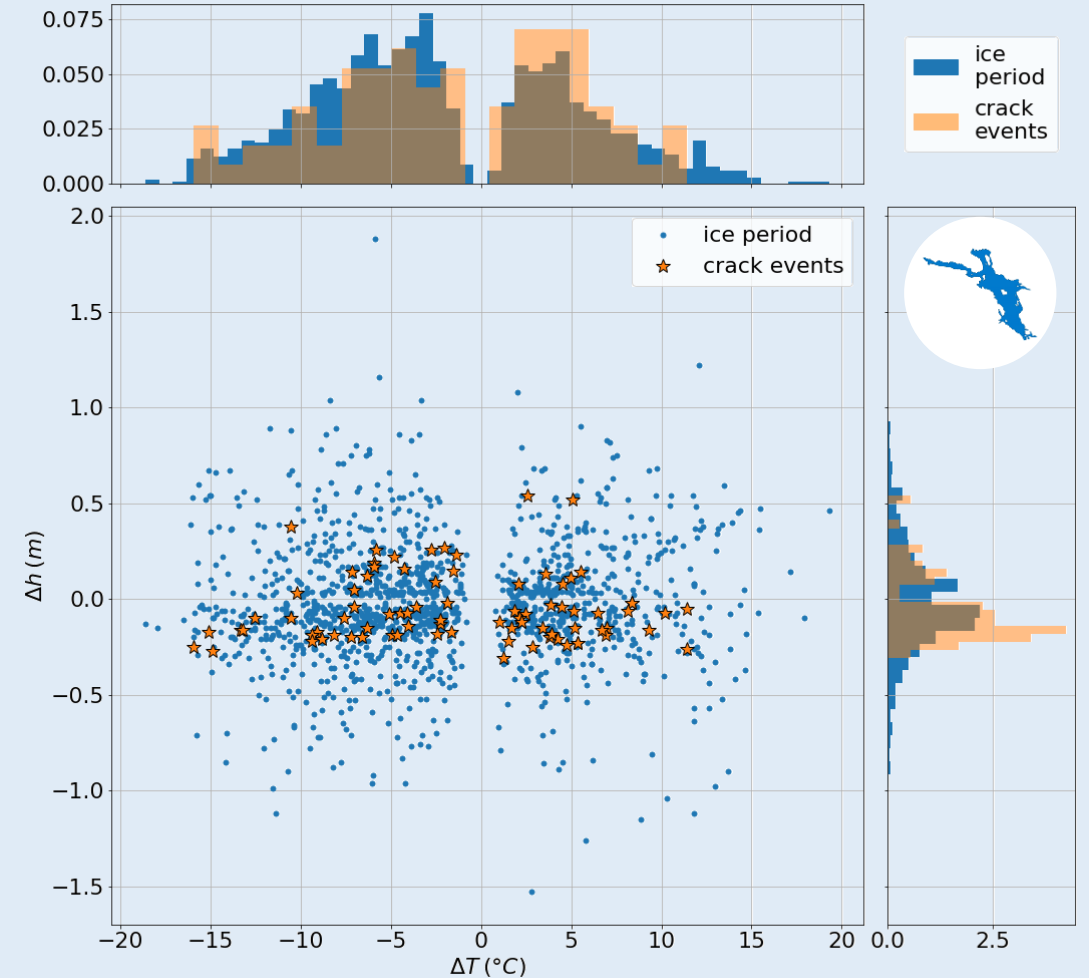 0.075
0.050
0.025
0.000
ice
period
crack
events
2.0
1.5
1.0
0.5
0.0
−0.5
−1.0
−1.5
Δh (m)
ice period
crack events
−20 −15 −10 −5 0 5 10 15 20
ΔT (°C)
0.0 2.5